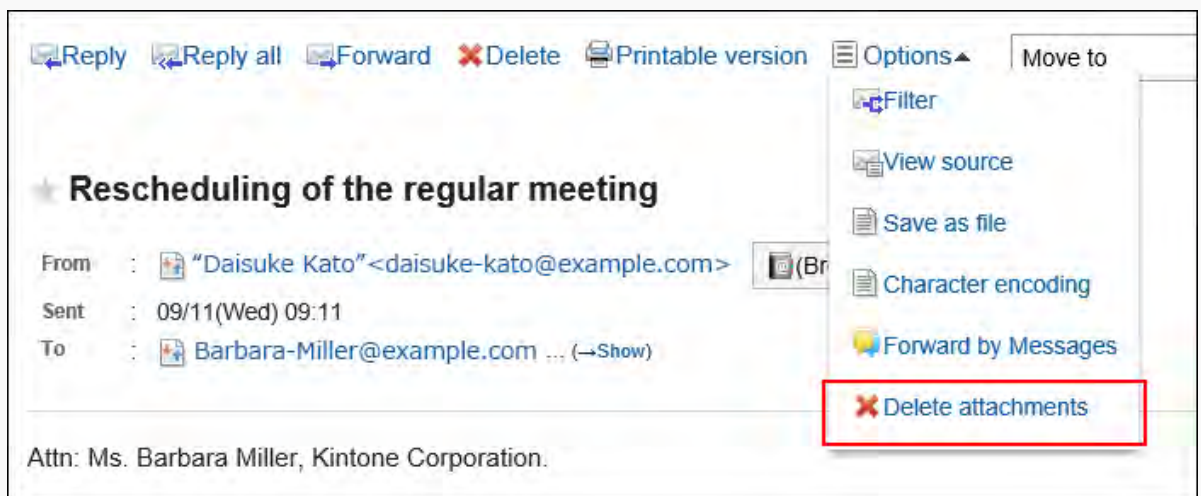 Reply Reply all Forward Delete Printable version Options▲ Move to
Filter
View source
Rescheduling of the regular meeting
Save as file
From : "Daisuke Kato"<daisuke-kato@example.com> (Br
Character encoding
Sent : 09/11(Wed) 09:11
To : Barbara-Miller@example.com ... (→Show)
Forward by Messages
Delete attachments
Attn: Ms. Barbara Miller, Kintone Corporation.